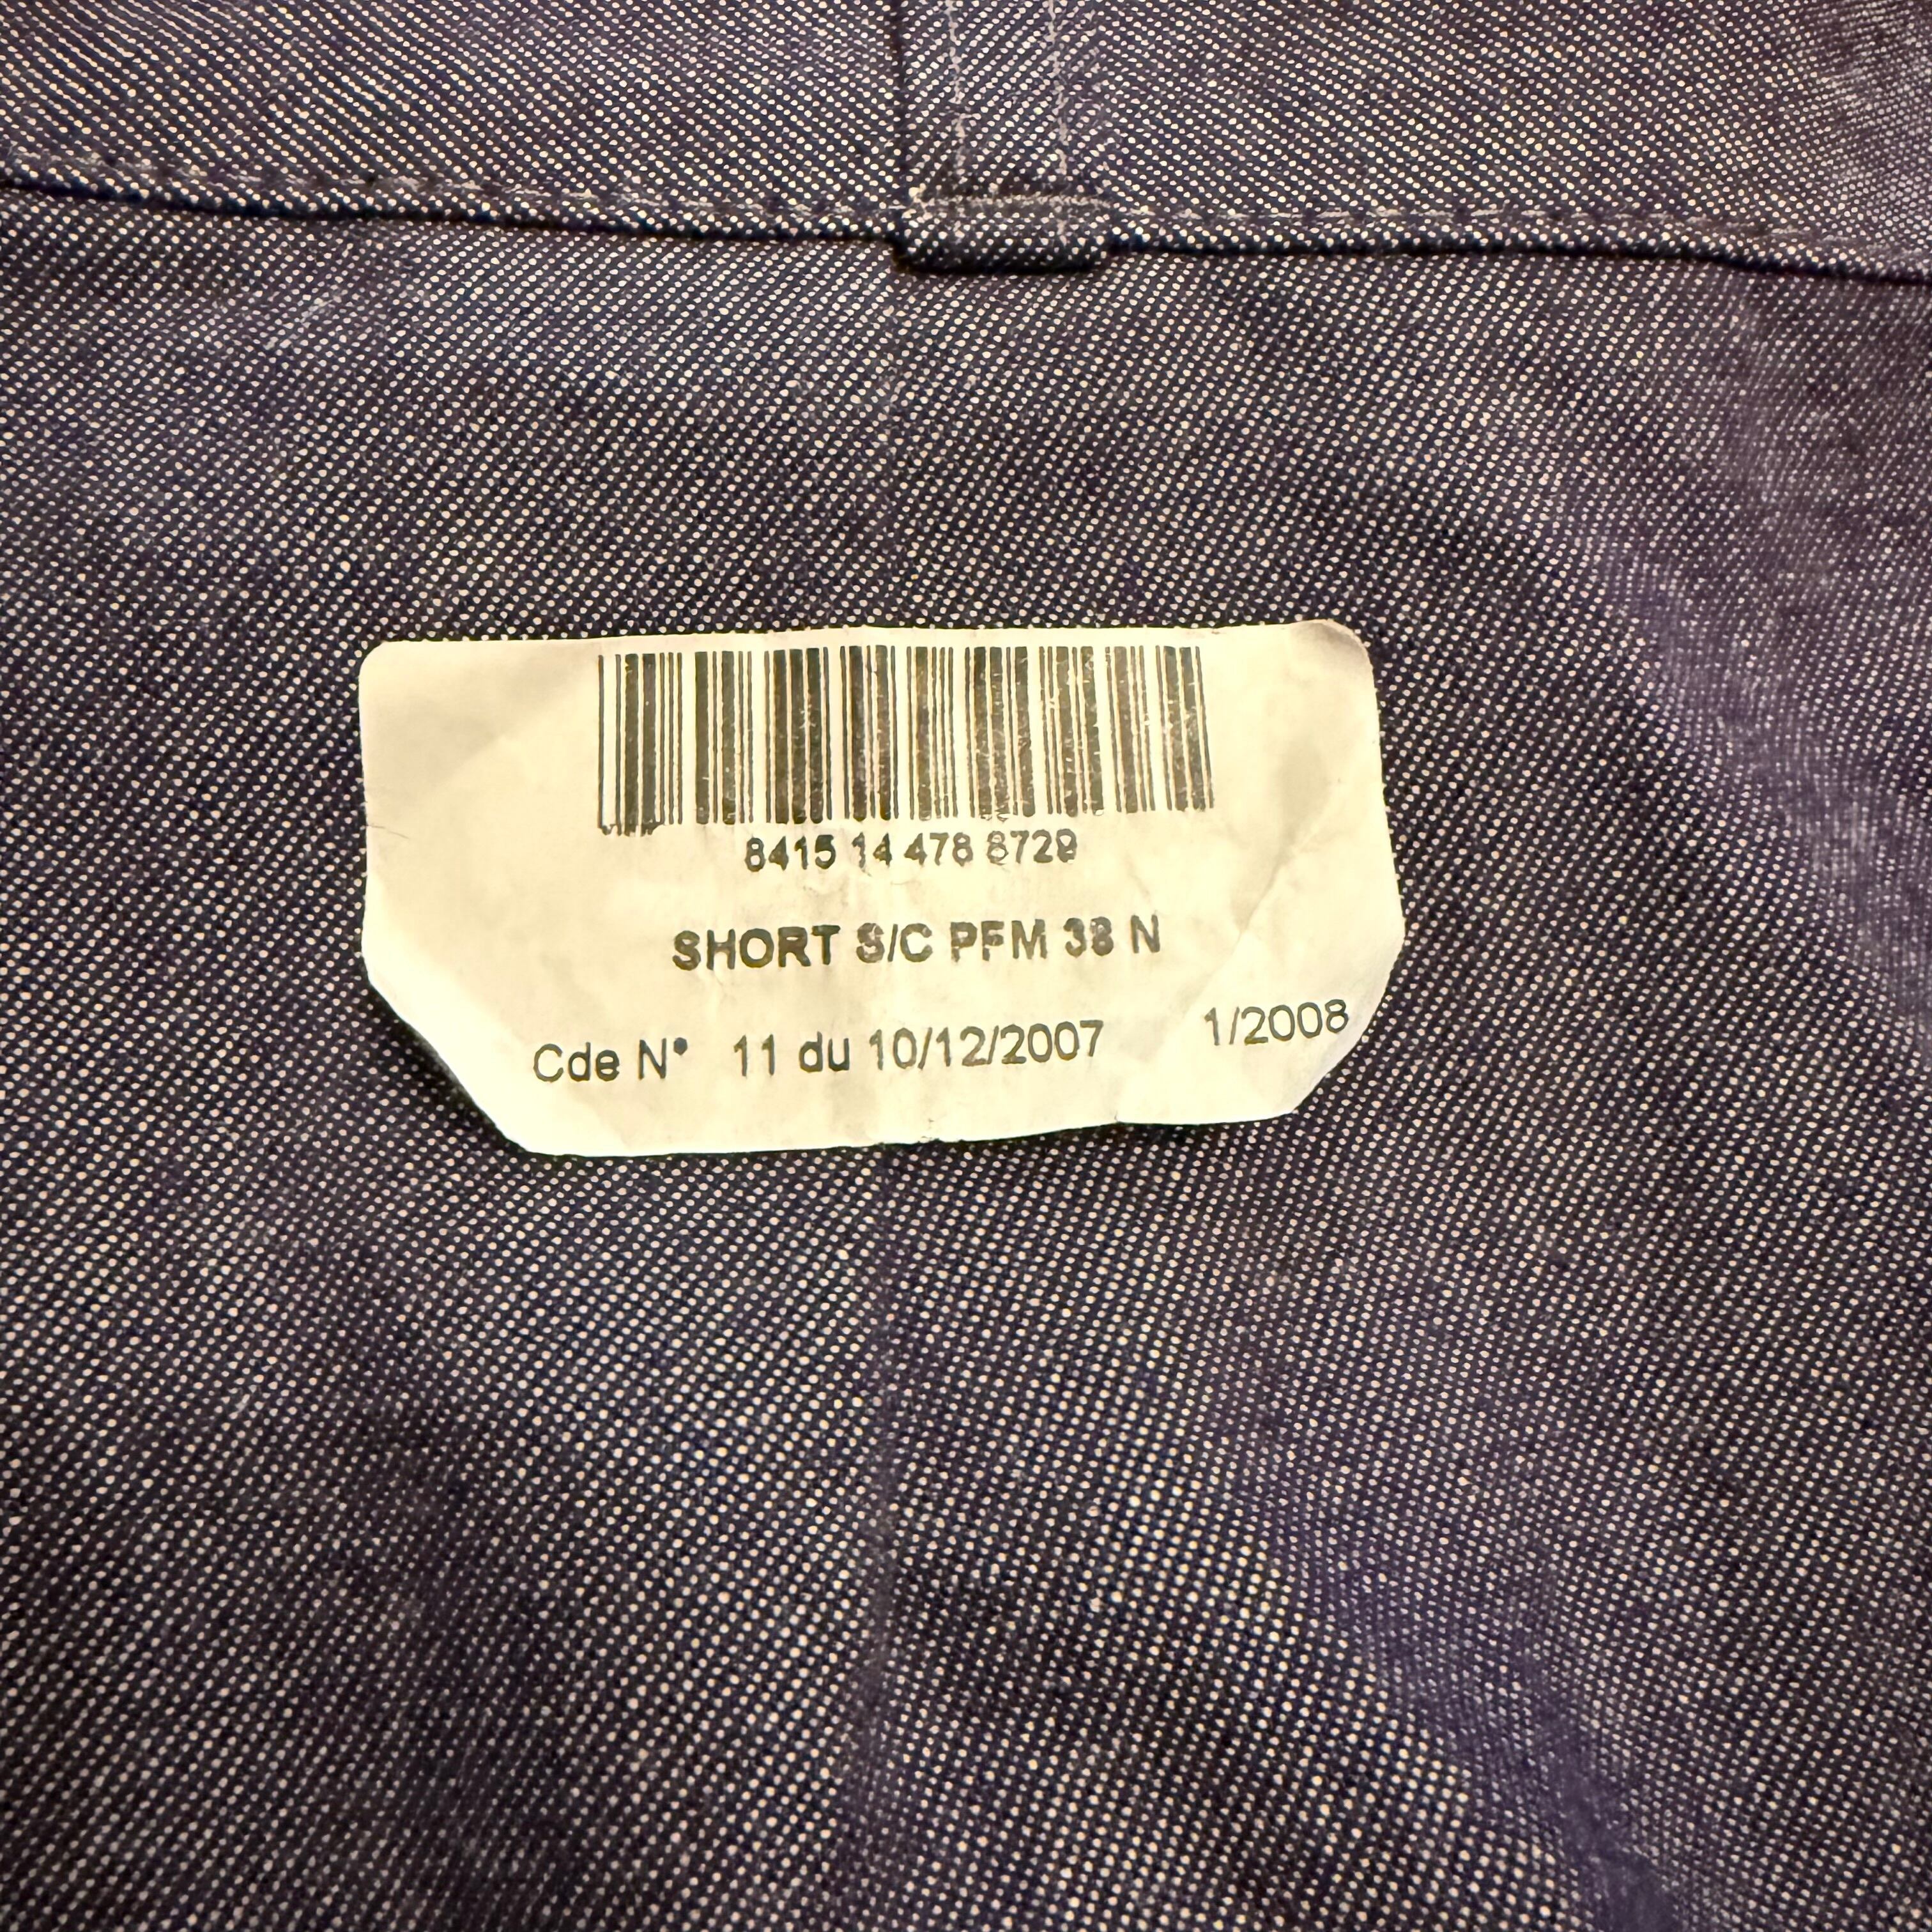 8415 14 478 8729
SHORT S/C PFM 38 N
Cde N° 11 du 10/12/2007 1/2008